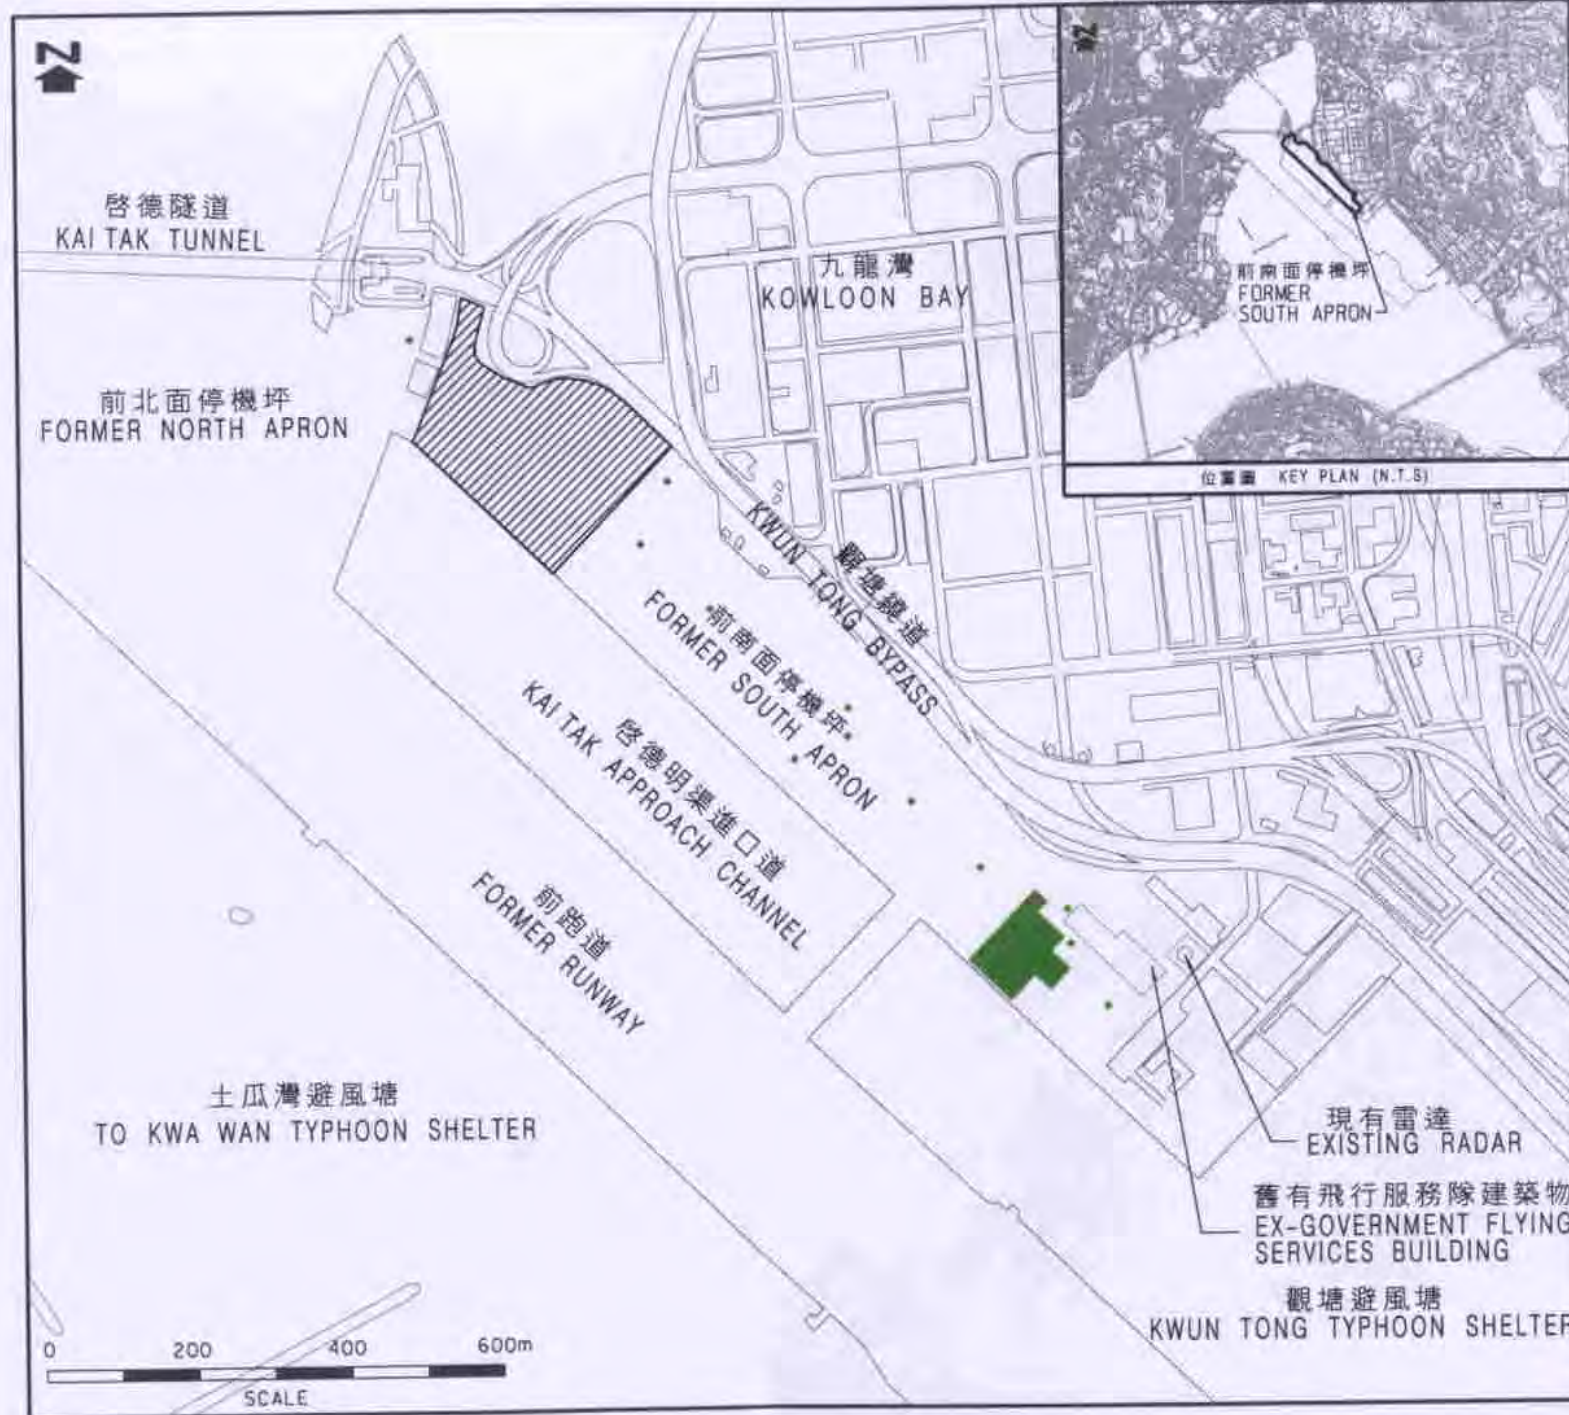 N
啓德隧道
KAI TAK TUNNEL
前北面停機坪
FORMER NORTH APRON
九龍灣
KOWLOON BAY
N
前南面停機坪
FORMER
SOUTH APRON
位置圖 KEY PLAN (N.T.S)
觀塘繞道
KWUN TONG BYPASS
前南面停機坪
FORMER SOUTH APRON
啓德明渠進口道
KAI TAK APPROACH CHANNEL
前跑道
FORMER RUNWAY
土瓜灣避風塘
TO KWA WAN TYPHOON SHELTER
現有雷達
EXISTING RADAR
舊有飛行服務隊建築物
EX-GOVERNMENT FLYING
SERVICES BUILDING
觀塘避風塘
KWUN TONG TYPHOON SHELTER
0 200 400 600m
SCALE